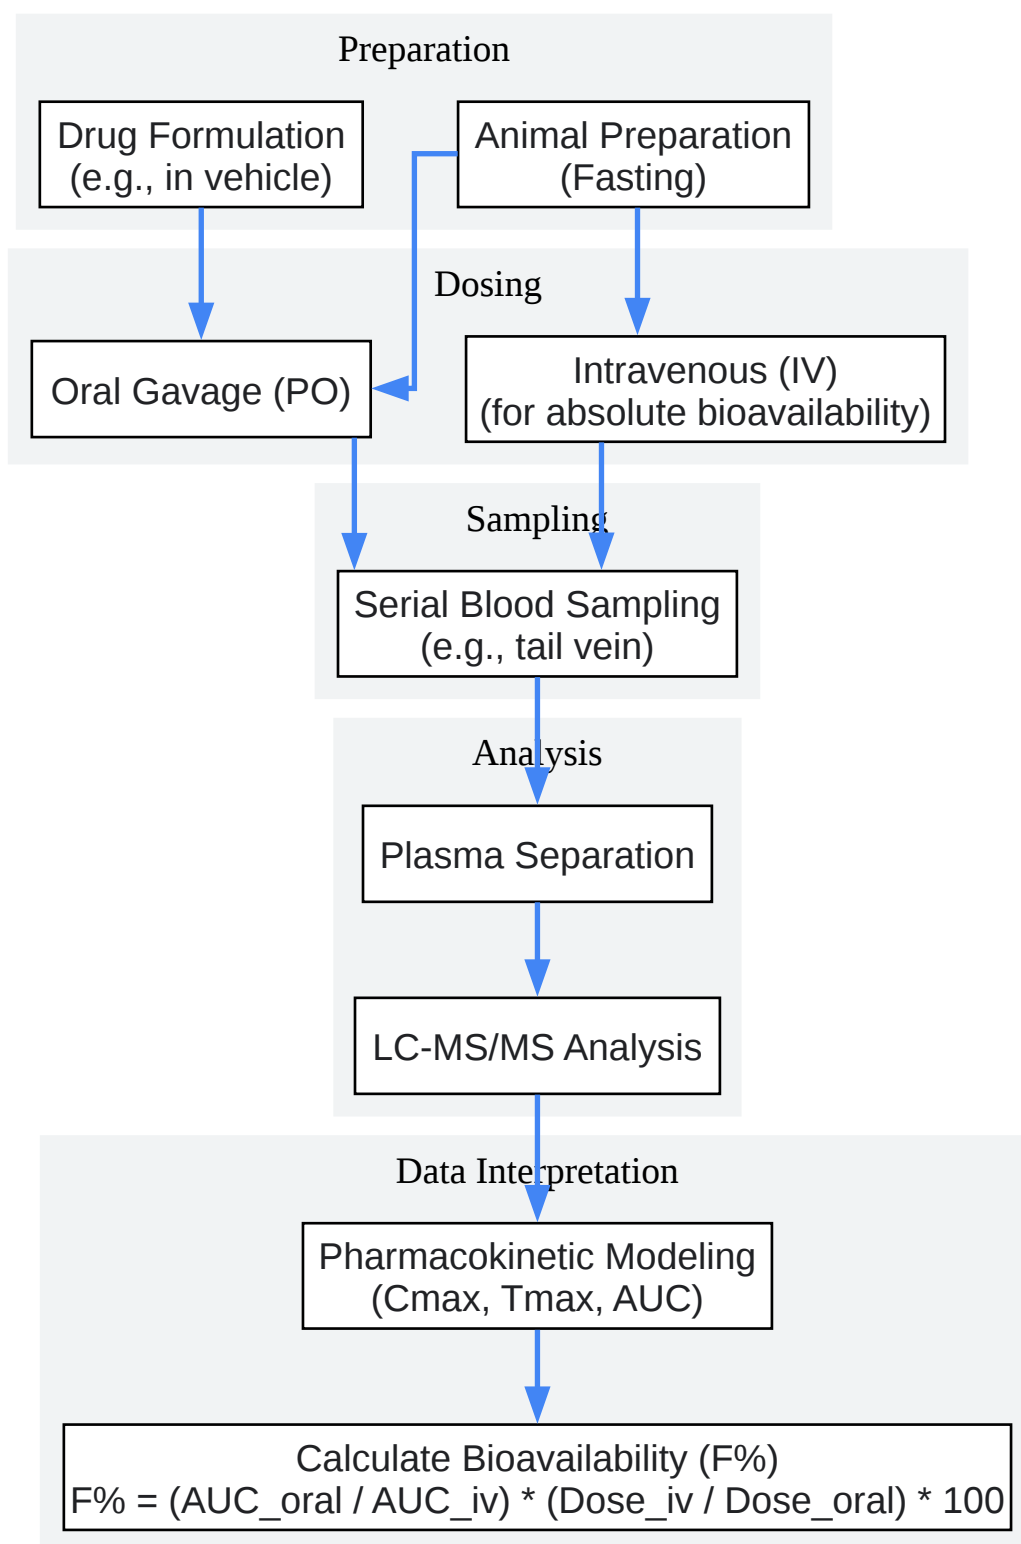 Preparation
Drug Formulation
(e.g., in vehicle)
Animal Preparation
(Fasting)
Dosing
Oral Gavage (PO)
Intravenous (IV)
(for absolute bioavailability)
Sampling
Serial Blood Sampling
(e.g., tail vein)
Analysis
Plasma Separation
LC-MS/MS Analysis
Data Interpretation
Pharmacokinetic Modeling
(Cmax, Tmax, AUC)
Calculate Bioavailability (F%)
F% = (AUC_oral / AUC_iv) * (Dose_iv / Dose_oral) * 100